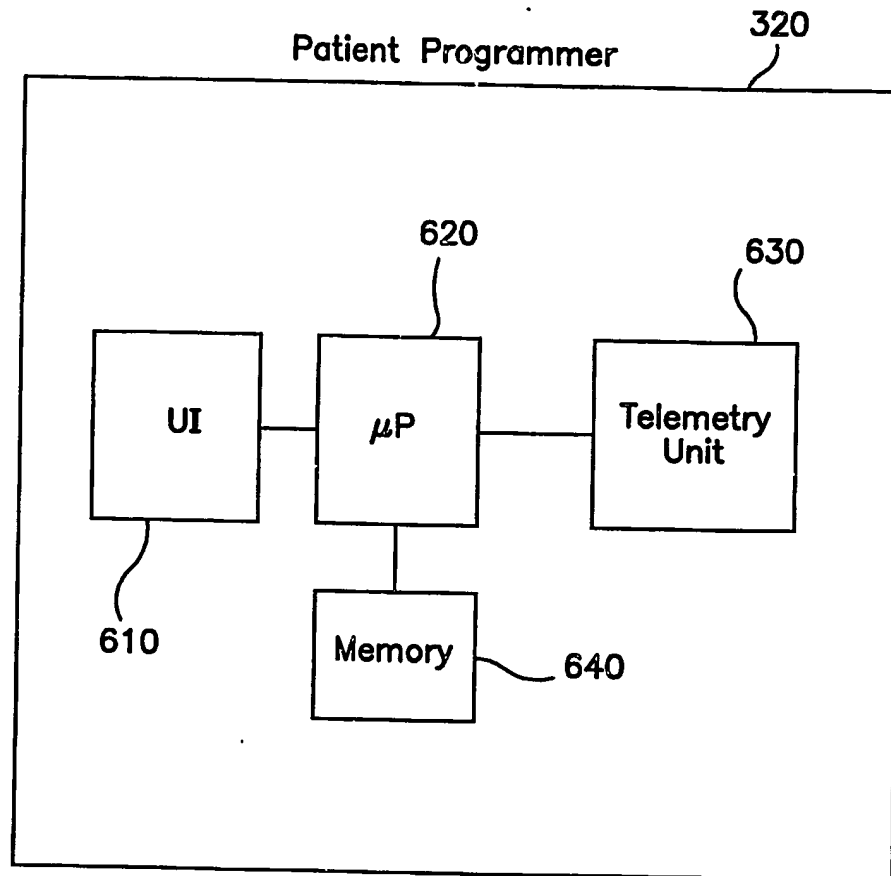 320
Patient Programmer
620
630
UI
μP
Telemetry
Unit
610
Memory
640